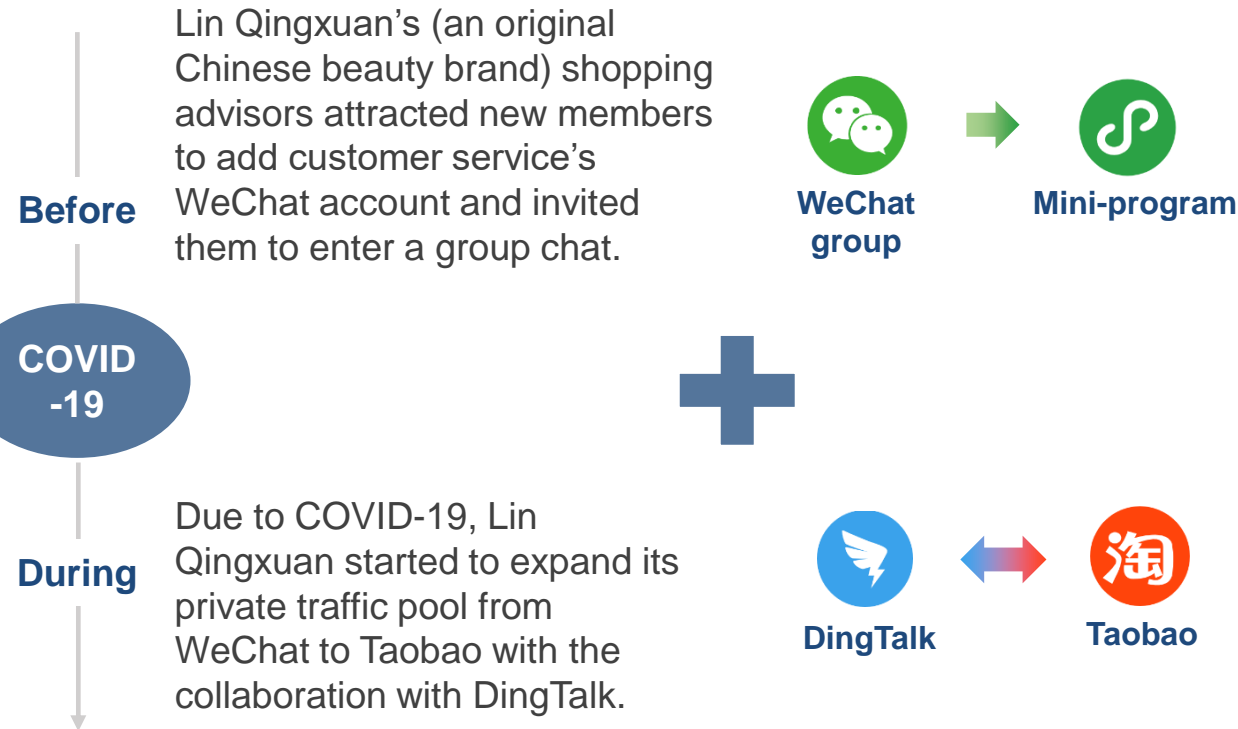 Lin Qingxuan’s (an original
Chinese beauty brand) shopping
advisors attracted new members
to add customer service’s
WeChat account and invited
them to enter a group chat.
Before
WeChat
group
Mini-program
COVID
-19
Due to COVID-19, Lin
Qingxuan started to expand its
private traffic pool from
WeChat to Taobao with the
collaboration with DingTalk.
During
DingTalk
淘
Taobao